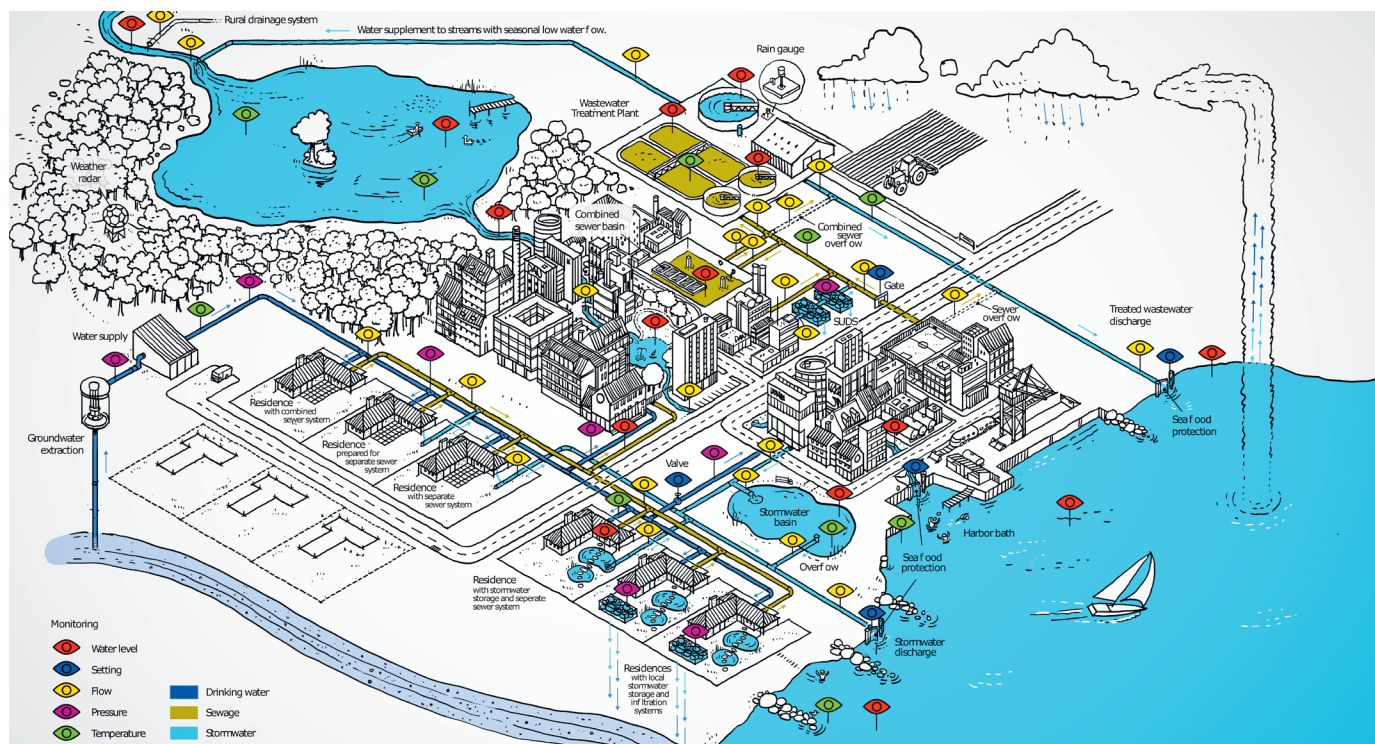 Rural drainage system
Water supplement to streams with seasonal low water f ow.
Rain gauge
Wastewater
Treatment Plant
Weather
radar
Combined
sewer basin
Combined
sewer
overf ow
Gate
SUDS
Sewer
overf ow
Treated wastewater
discharge
Water supply
Sea f ood
protection
Residence
with combined
sewer system
Groundwater
extraction
Residence
prepared for
separate sewer
system
Residence
with separate
sewer system
Valve
Stormwater
basin
Harbor bath
Overf ow
Sea f ood
protection
Residence
with stormwater
storage and seperate
sewer system
Stormwater
discharge
Residences
with local
stormwater
storage and
inf ltration
systems
Monitoring
Water level
Setting
Flow
Pressure
Temperature
Drinking water
Sewage
Stormwater